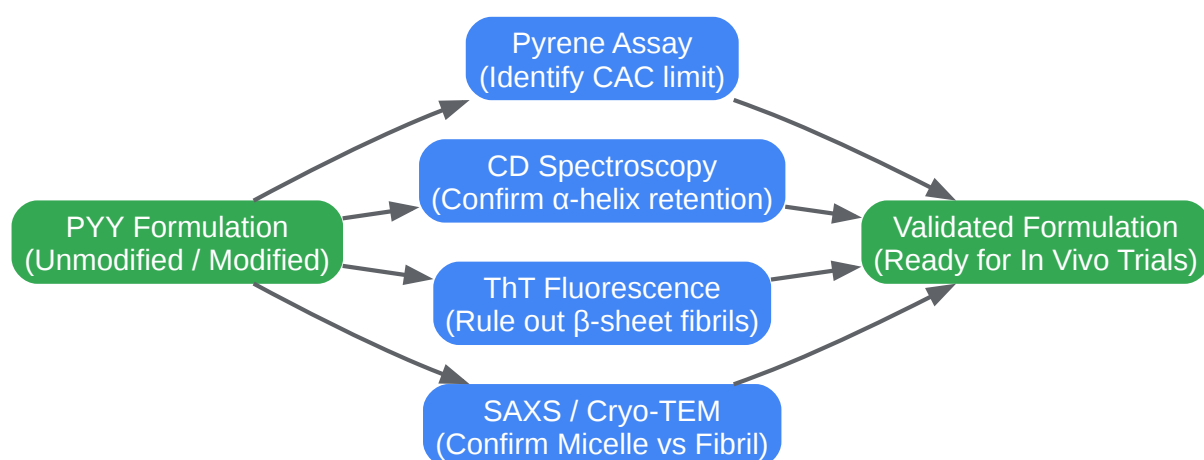 Pyrene Assay
(Identify CAC limit)
CD Spectroscopy
(Confirm α-helix retention)
PYY Formulation
(Unmodified / Modified)
Validated Formulation
(Ready for In Vivo Trials)
ThT Fluorescence
(Rule out β-sheet fibrils)
SAXS / Cryo-TEM
(Confirm Micelle vs Fibril)